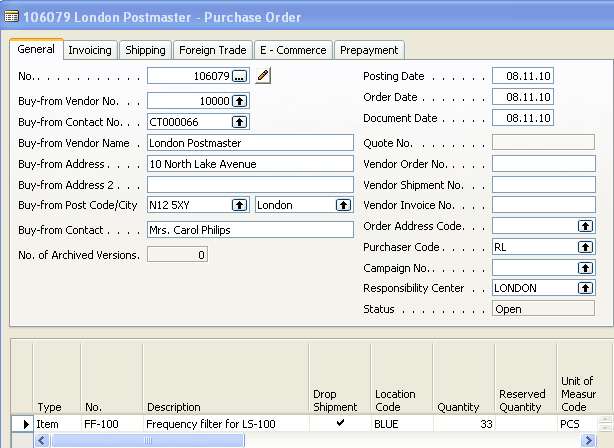 106079 London Postmaster - Purchase Order
General Invoicing Shipping Foreign Trade E - Commerce Prepayment
No. . . . . . . . . . . 106079 ...
Buy-from Vendor No. . . 10000
Buy-from Contact No. . . CT000066
Buy-from Vendor Name . London Postmaster
Buy-from Address . . . . 10 North Lake Avenue
Buy-from Address 2 . . .
Buy-from Post Code/City N12 5XY London
Buy-from Contact . . . . Mrs. Carol Philips
No. of Archived Versions. 0
Posting Date . . . . . . 08.11.10
Order Date . . . . . . . 08.11.10
Document Date . . . . . 08.11.10
Quote No. . . . . . . .
Vendor Order No. . . . .
Vendor Shipment No. . .
Vendor Invoice No. . . .
Order Address Code. . .
Purchaser Code . . . . . RL
Campaign No. . . . . . .
Responsibility Center . . LONDON
Status . . . . . . . . . Open
Type No. Description Drop Shipment Location Code Quantity Reserved Quantity Unit of Measur Code
Item FF-100 Frequency filter for LS-100 ✔ BLUE 33 PCS